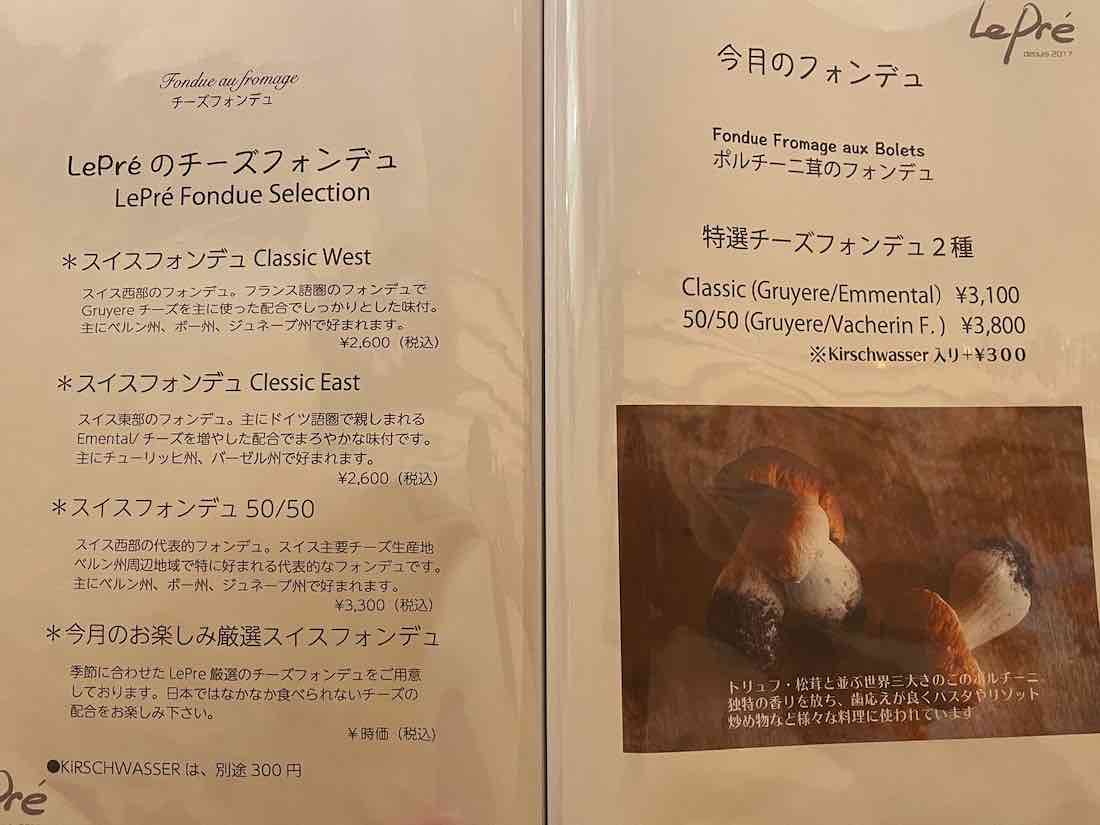 Fondue au fromage
チーズフォンデュ
LePré のチーズフォンデュ
LePré Fondue Selection
＊スイスフォンデュ Classic West
スイス西部のフォンデュ。フランス語圏のフォンデュで
Gruyere チーズを主に使った配合でしっかりとした味付。
主にベルン州、ボー州、ジュネーブ州で好まれます。
¥2,600（税込）
＊スイスフォンデュ Clessic East
スイス東部のフォンデュ。主にドイツ語圏で親しまれる
Emental/ チーズを増やした配合でまろやかな味付です。
主にチューリッヒ州、バーゼル州で好まれます。
¥2,600（税込）
＊スイスフォンデュ 50/50
スイス西部の代表的フォンデュ。スイス主要チーズ生産地
ベルン州周辺地域で特に好まれる代表的なフォンデュです。
主にベルン州、ボー州、ジュネーブ州で好まれます。
¥3,300（税込）
＊今月のお楽しみ厳選スイスフォンデュ
季節に合わせた LePre 厳選のチーズフォンデュをご用意
しております。日本ではなかなか食べられないチーズの
配合をお楽しみ下さい。
￥時価（税込）
●KiRSCHWASSER は、別途 300 円
Pré
LePré
depuis 2017
今月のフォンデュ
Fondue Fromage aux Bolets
ポルチーニ茸のフォンデュ
特選チーズフォンデュ２種
Classic (Gruyere/Emmental） ¥3,100
50/50 (Gruyere/Vacherin F. ） ¥3,800
※Kirschwasser 入り+¥300
トリュフ・松茸と並ぶ世界三大きのこのポルチーニ
独特の香りを放ち、歯応えが良くパスタやリゾット
炒め物など様々な料理に使われています